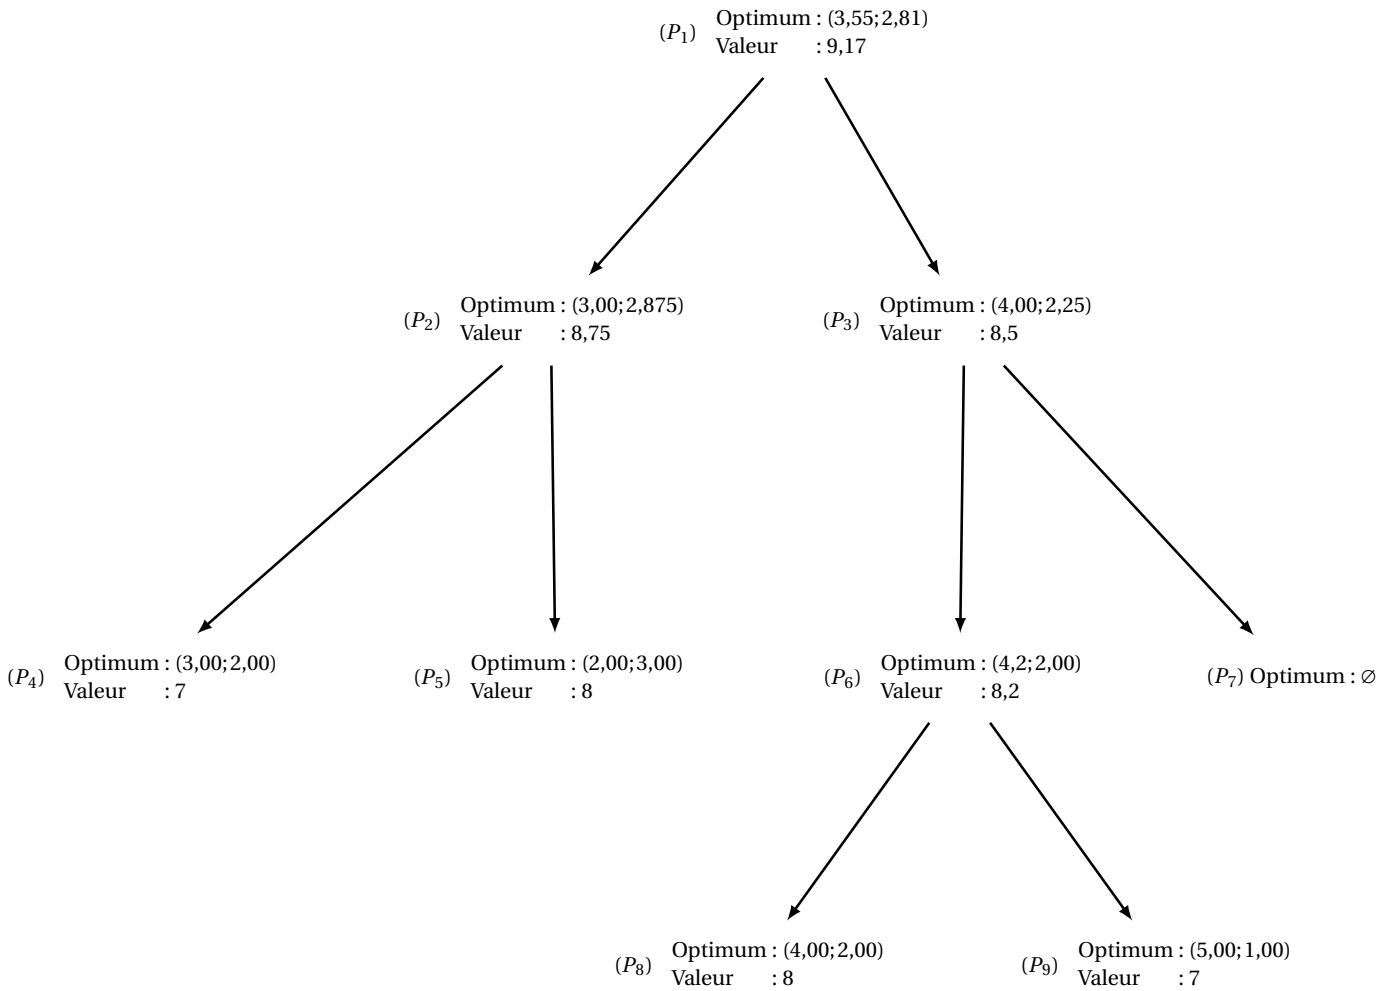 (P₁) Optimum : (3,55;2,81)
Valeur : 9,17
(P₂) Optimum : (3,00;2,875)
Valeur : 8,75
(P₃) Optimum : (4,00;2,25)
Valeur : 8,5
(P₄) Optimum : (3,00;2,00)
Valeur : 7
(P₅) Optimum : (2,00;3,00)
Valeur : 8
(P₆) Optimum : (4,2;2,00)
Valeur : 8,2
(P₇) Optimum : ∅
(P₈) Optimum : (4,00;2,00)
Valeur : 8
(P₉) Optimum : (5,00;1,00)
Valeur : 7